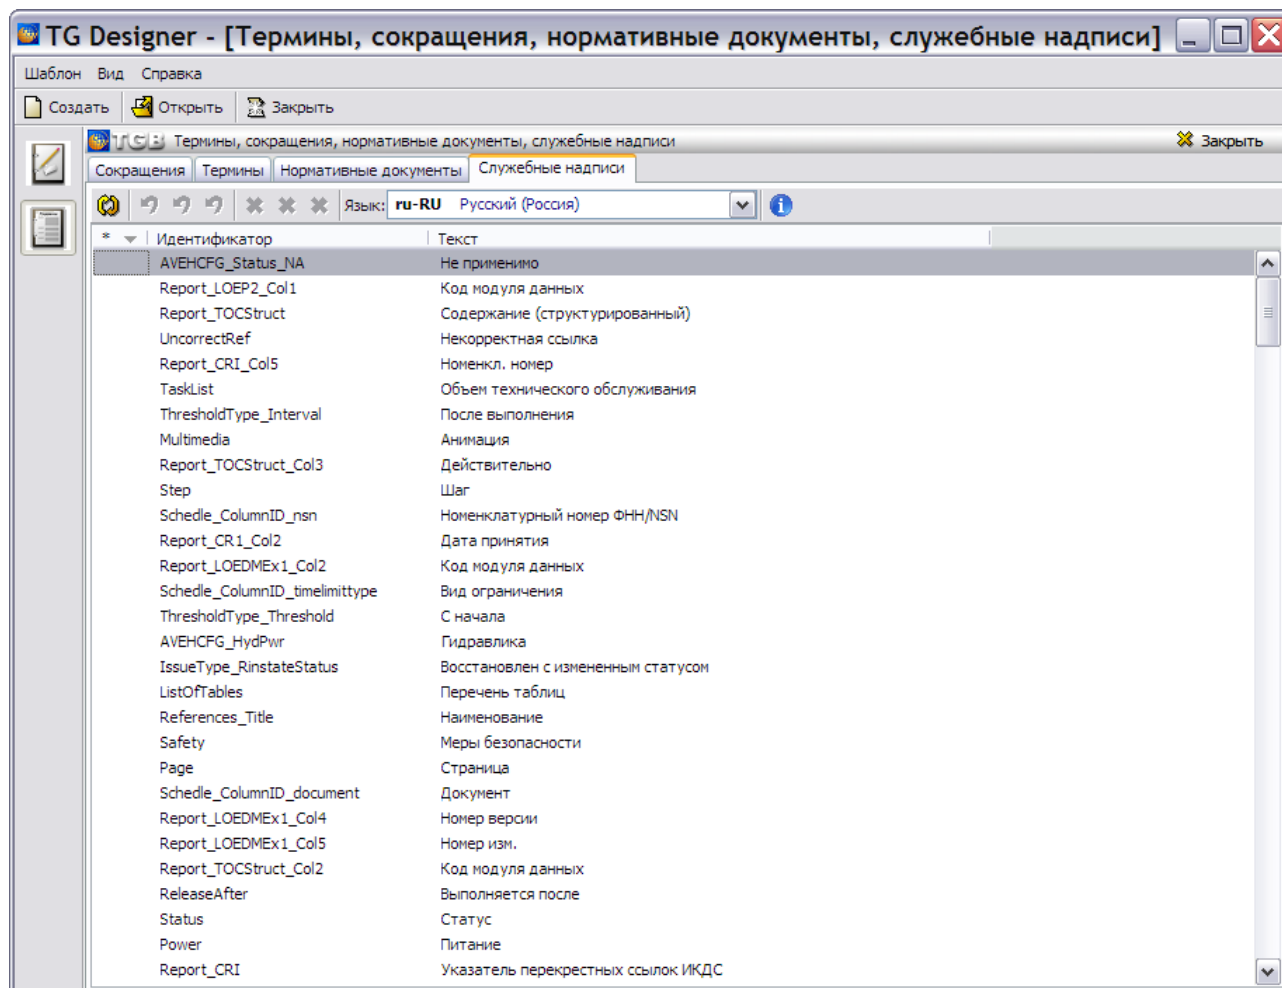 TG Designer - [Термины, сокращения, нормативные документы, служебные надписи]
Шаблон Вид Справка
Создать Открыть Закрыть
TGB Термины, сокращения, нормативные документы, служебные надписи Закрыть
Сокращения Термины Нормативные документы Служебные надписи
Язык: ru-RU Русский (Россия)
* Идентификатор Текст
AVEHCFG_Status_NA Не применимо
Report_LOEP2_Col1 Код модуля данных
Report_TOCStruct Содержание (структурированный)
UncorrectRef Некорректная ссылка
Report_CRI_Col5 Номенкл. номер
TaskList Объем технического обслуживания
ThresholdType_Interval После выполнения
Multimedia Анимация
Report_TOCStruct_Col3 Действительно
Step Шаг
Schedle_ColumnID_nsn Номенклатурный номер ФНН/NSN
Report_CR1_Col2 Дата принятия
Report_LOEDMEx1_Col2 Код модуля данных
Schedle_ColumnID_timelimittype Вид ограничения
ThresholdType_Threshold С начала
AVEHCFG_HydPwr Гидравлика
IssueType_RinstateStatus Восстановлен с измененным статусом
ListOfTables Перечень таблиц
References_Title Наименование
Safety Меры безопасности
Page Страница
Schedle_ColumnID_document Документ
Report_LOEDMEx1_Col4 Номер версии
Report_LOEDMEx1_Col5 Номер изм.
Report_TOCStruct_Col2 Код модуля данных
ReleaseAfter Выполняется после
Status Статус
Power Питание
Report_CRI Указатель перекрестных ссылок ИКДС